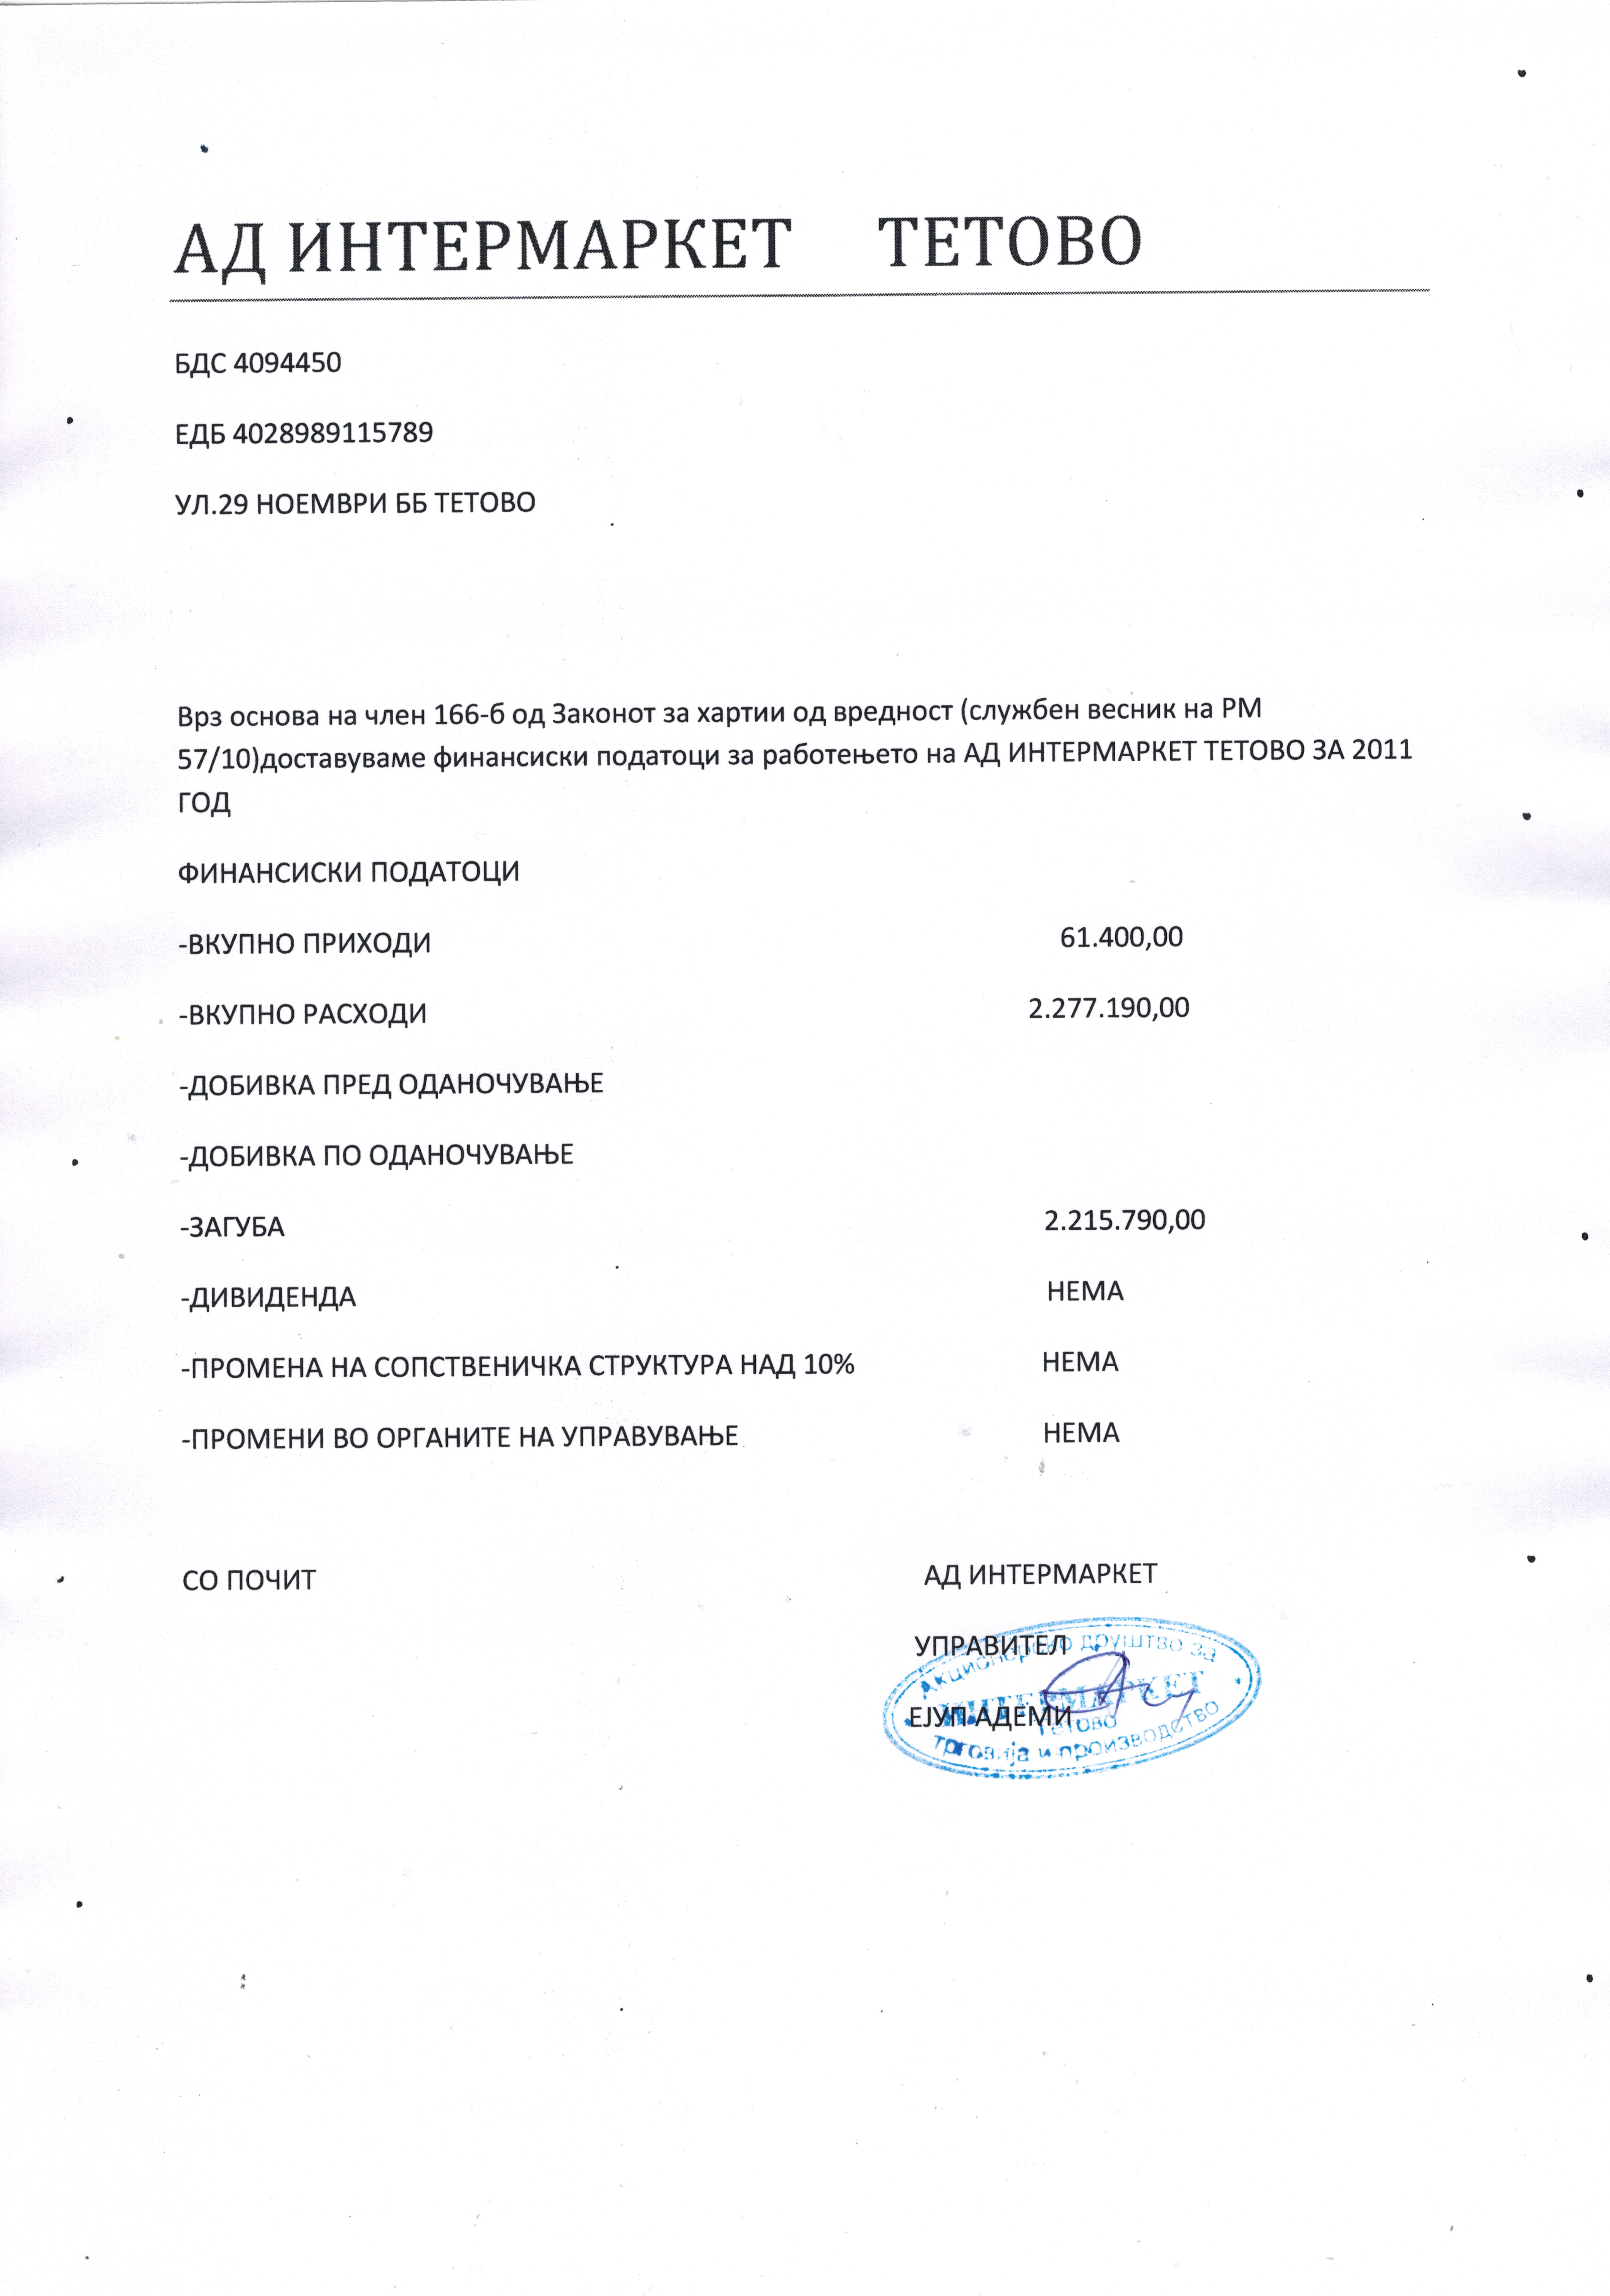 АД ИНТЕРМАРКЕТ ТЕТОВО
БДС 4094450
ЕДБ 4028989115789
УЛ.29 НОЕМВРИ ББ ТЕТОВО
Врз основа на член 166-б од Законот за хартии од вредност (службен весник на РМ
57/10)доставуваме финансиски податоци за работењето на АД ИНТЕРМАРКЕТ ТЕТОВО ЗА 2011
ГОД
ФИНАНСИСКИ ПОДАТОЦИ
-ВКУПНО ПРИХОДИ 61.400,00
-ВКУПНО РАСХОДИ 2.277.190,00
-ДОБИВКА ПРЕД ОДАНОЧУВАЊЕ
-ДОБИВКА ПО ОДАНОЧУВАЊЕ
-ЗАГУБА 2.215.790,00
-ДИВИДЕНДА НЕМА
-ПРОМЕНА НА СОПСТВЕНИЧКА СТРУКТУРА НАД 10% НЕМА
-ПРОМЕНИ ВО ОРГАНИТЕ НА УПРАВУВАЊЕ НЕМА
СО ПОЧИТ АД ИНТЕРМАРКЕТ
УПРАВИТЕЛ
ЕЈУП АДЕМИ
Акционерско друштво за
ИНТЕРМАРКЕТ
Тетово
трговија и производство